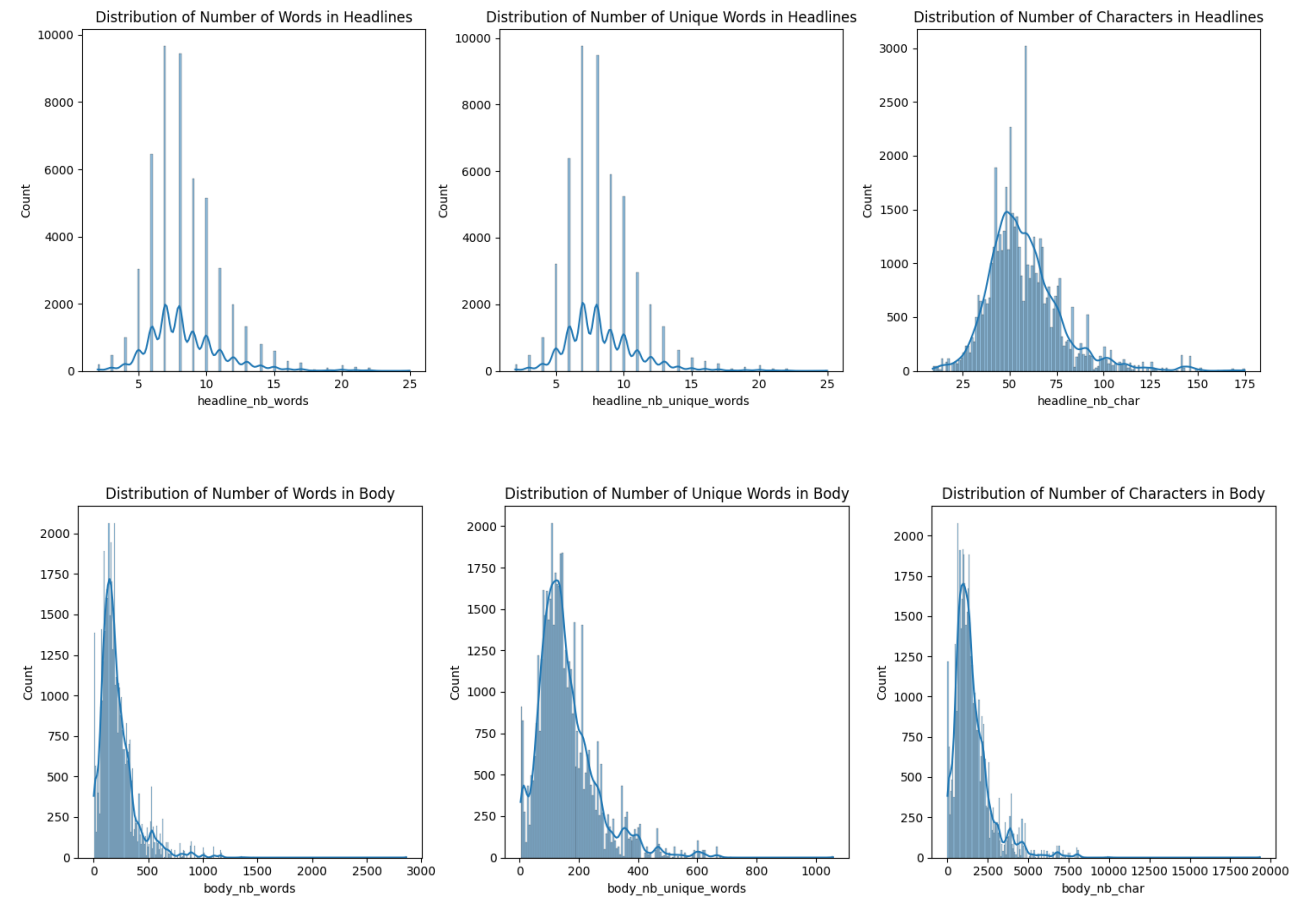 Distribution of Number of Words in Headlines
10000
8000
6000
4000
2000
0
Count
5 10 15 20 25
headline_nb_words
Distribution of Number of Unique Words in Headlines
10000
8000
6000
4000
2000
0
Count
5 10 15 20 25
headline_nb_unique_words
Distribution of Number of Characters in Headlines
3000
2500
2000
1500
1000
500
0
Count
25 50 75 100 125 150 175
headline_nb_char
Distribution of Number of Words in Body
2000
1750
1500
1250
1000
750
500
250
0
Count
0 500 1000 1500 2000 2500 3000
body_nb_words
Distribution of Number of Unique Words in Body
2000
1750
1500
1250
1000
750
500
250
0
Count
0 200 400 600 800 1000
body_nb_unique_words
Distribution of Number of Characters in Body
2000
1750
1500
1250
1000
750
500
250
0
Count
0 2500 5000 7500 10000 12500 15000 17500 20000
body_nb_char